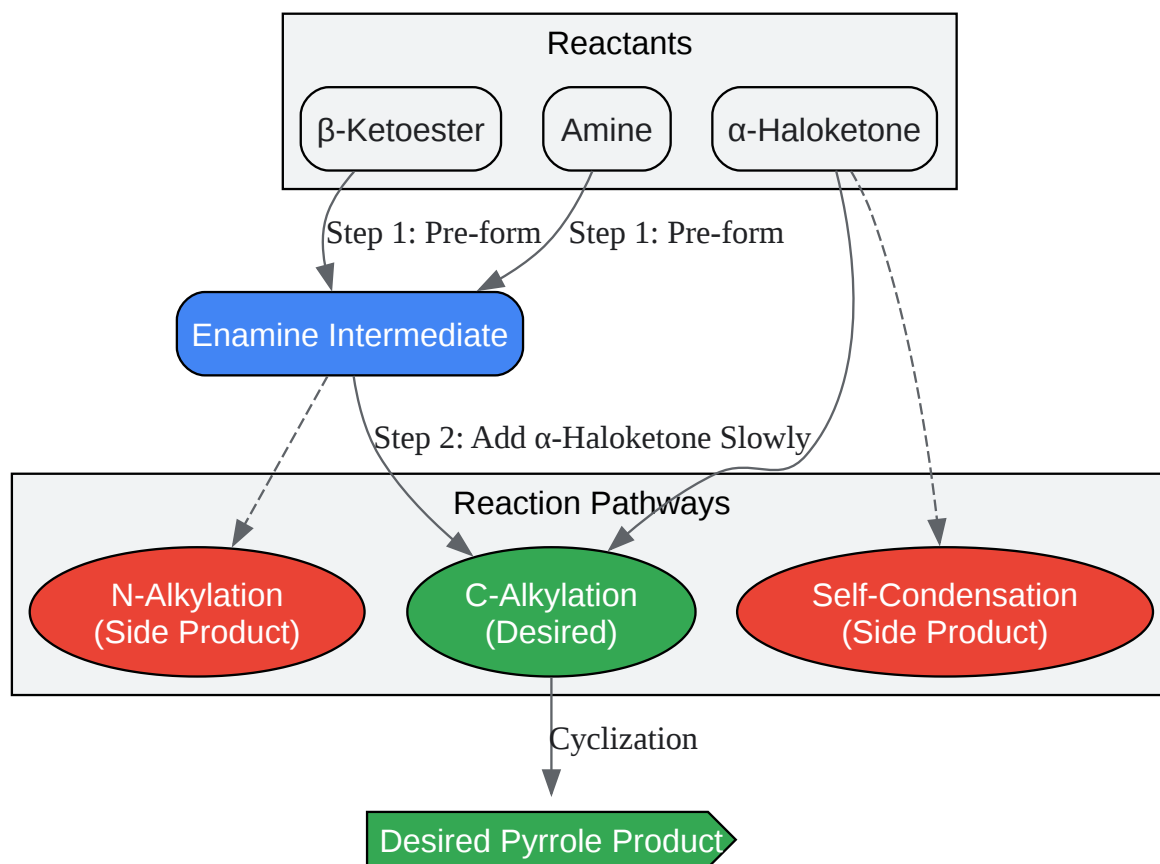 Reactants
β-Ketoester
Amine
α-Haloketone
Step 1: Pre-form
Step 1: Pre-form
Enamine Intermediate
Step 2: Add α-Haloketone Slowly
Reaction Pathways
N-Alkylation
(Side Product)
C-Alkylation
(Desired)
Self-Condensation
(Side Product)
Cyclization
Desired Pyrrole Product